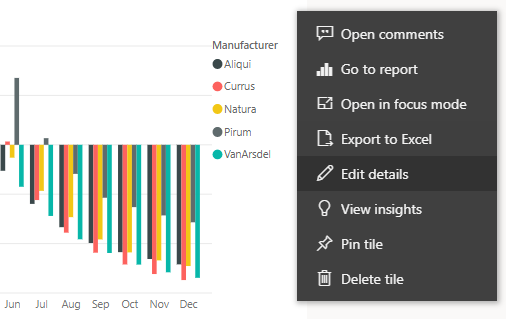 Manufacturer
Aliqui
Currus
Natura
Pirum
VanArsdel
Jun Jul Aug Sep Oct Nov Dec
Open comments
Go to report
Open in focus mode
Export to Excel
Edit details
View insights
Pin tile
Delete tile